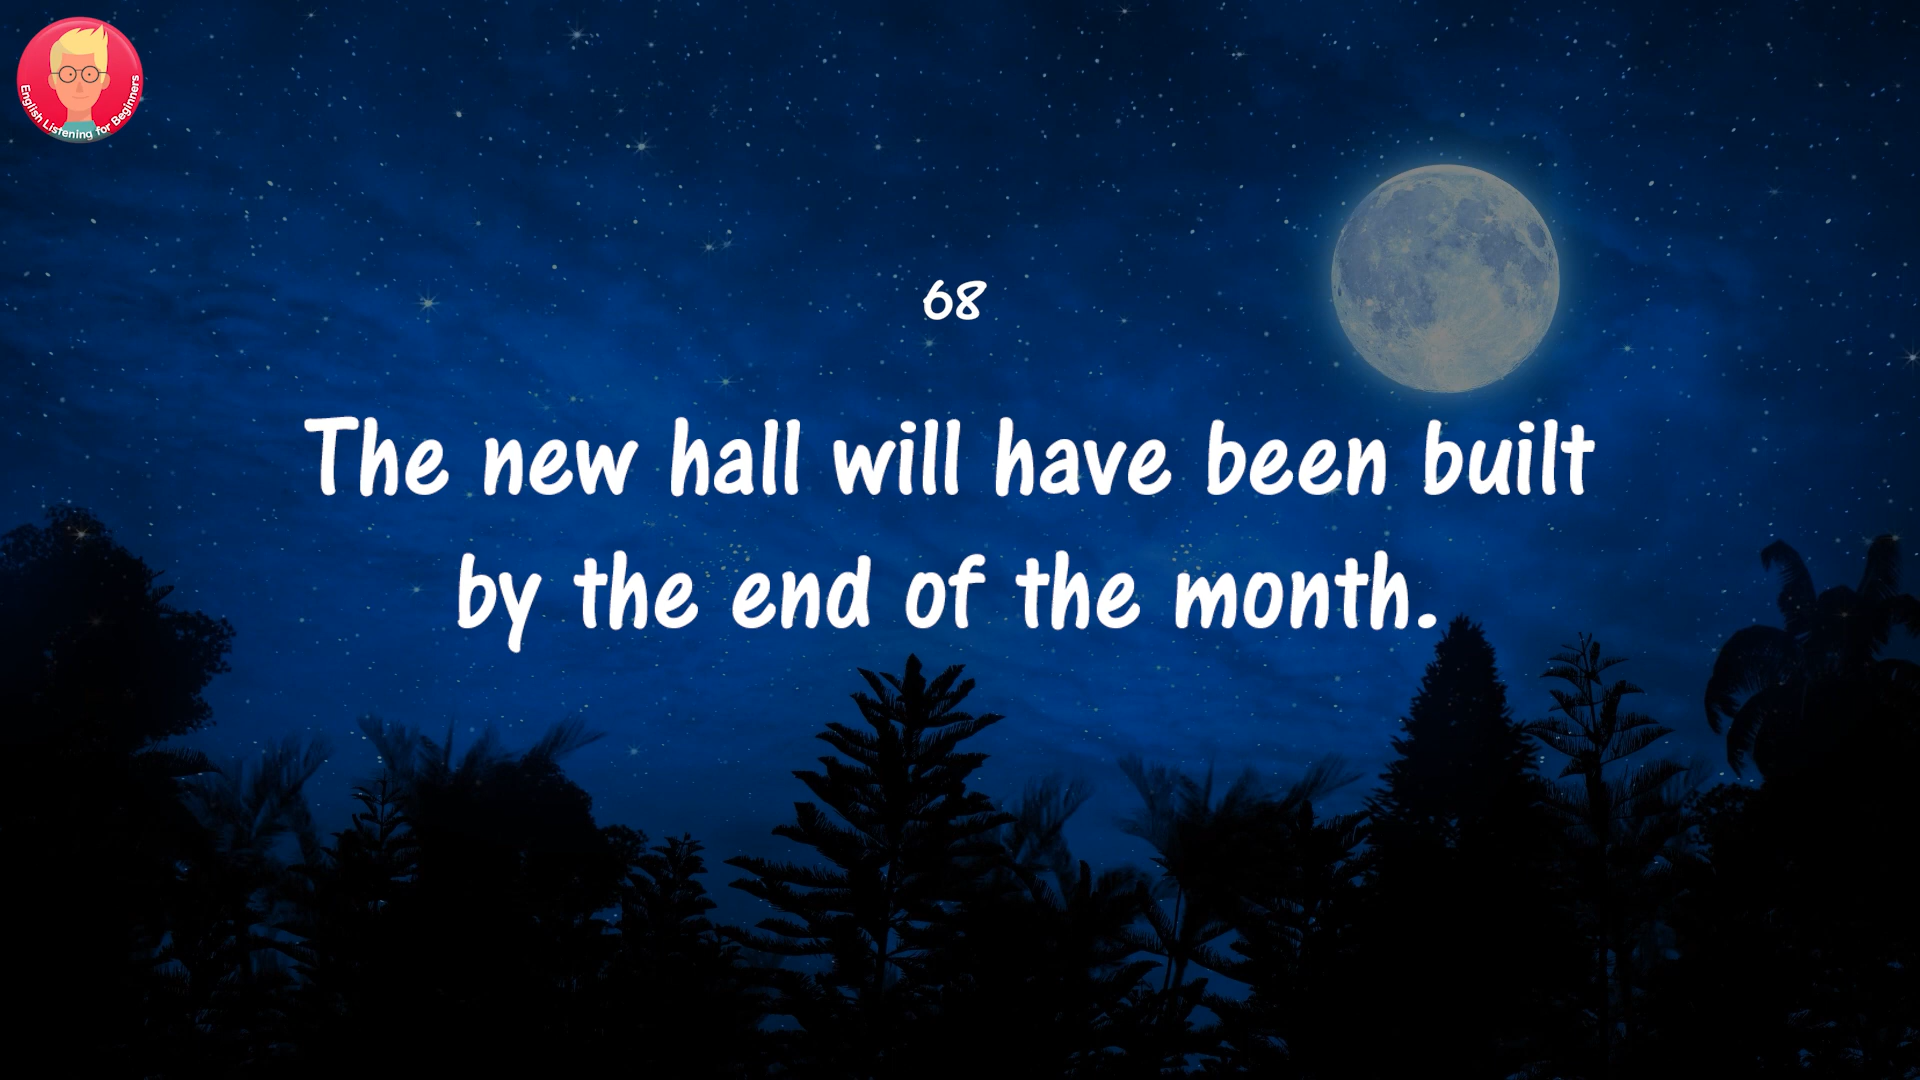 English Listening for Beginners
68
The new hall will have been built
by the end of the month.